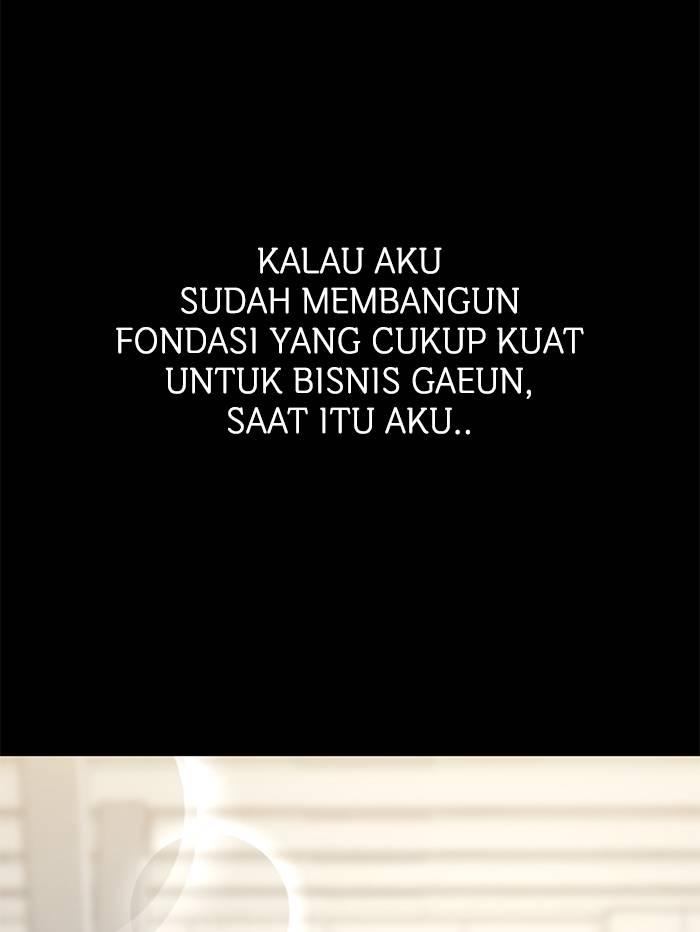 KALAU AKU
SUDAH MEMBANGUN
FONDASI YANG CUKUP KUAT
UNTUK BISNIS GAEUN,
SAAT ITU AKU..